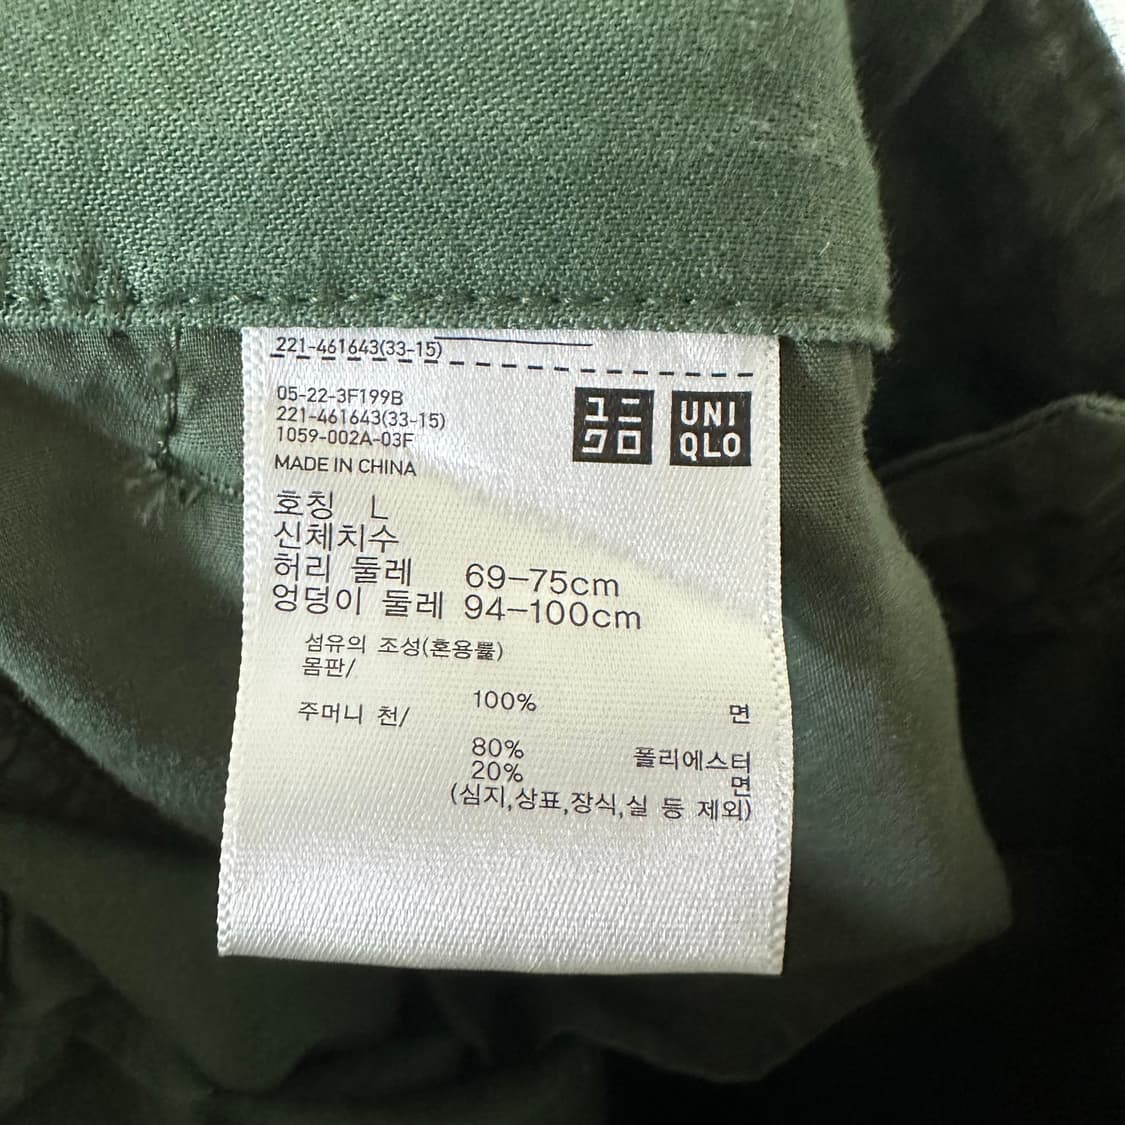 221-461643(33-15)
05-22-3F199B
221-461643(33-15)
1059-002A-03F
MADE IN CHINA
ユニ
クロ
UNI
QLO
호칭 L
신체치수
허리 둘레 69-75cm
엉덩이 둘레 94-100cm
섬유의 조성(혼용률)
몸판/
100% 면
주머니 천/
80% 폴리에스터
20% 면
(심지,상표,장식,실 등 제외)